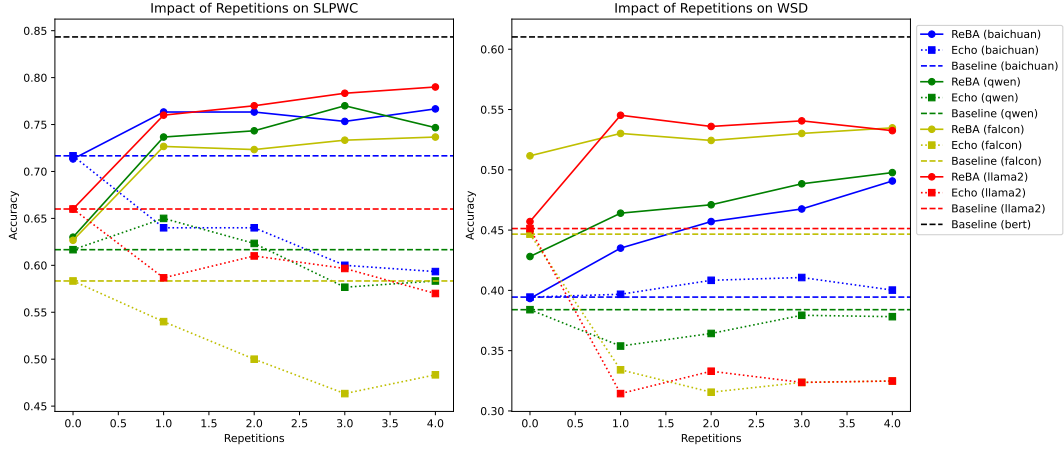 Impact of Repetitions on SLPWC
Accuracy
0.85
0.80
0.75
0.70
0.65
0.60
0.55
0.50
0.45
0.0 0.5 1.0 1.5 2.0 2.5 3.0 3.5 4.0
Repetitions
Impact of Repetitions on WSD
Accuracy
0.60
0.55
0.50
0.45
0.40
0.35
0.30
0.0 0.5 1.0 1.5 2.0 2.5 3.0 3.5 4.0
Repetitions
ReBA (baichuan)
Echo (baichuan)
Baseline (baichuan)
ReBA (qwen)
Echo (qwen)
Baseline (qwen)
ReBA (falcon)
Echo (falcon)
Baseline (falcon)
ReBA (llama2)
Echo (llama2)
Baseline (llama2)
Baseline (bert)